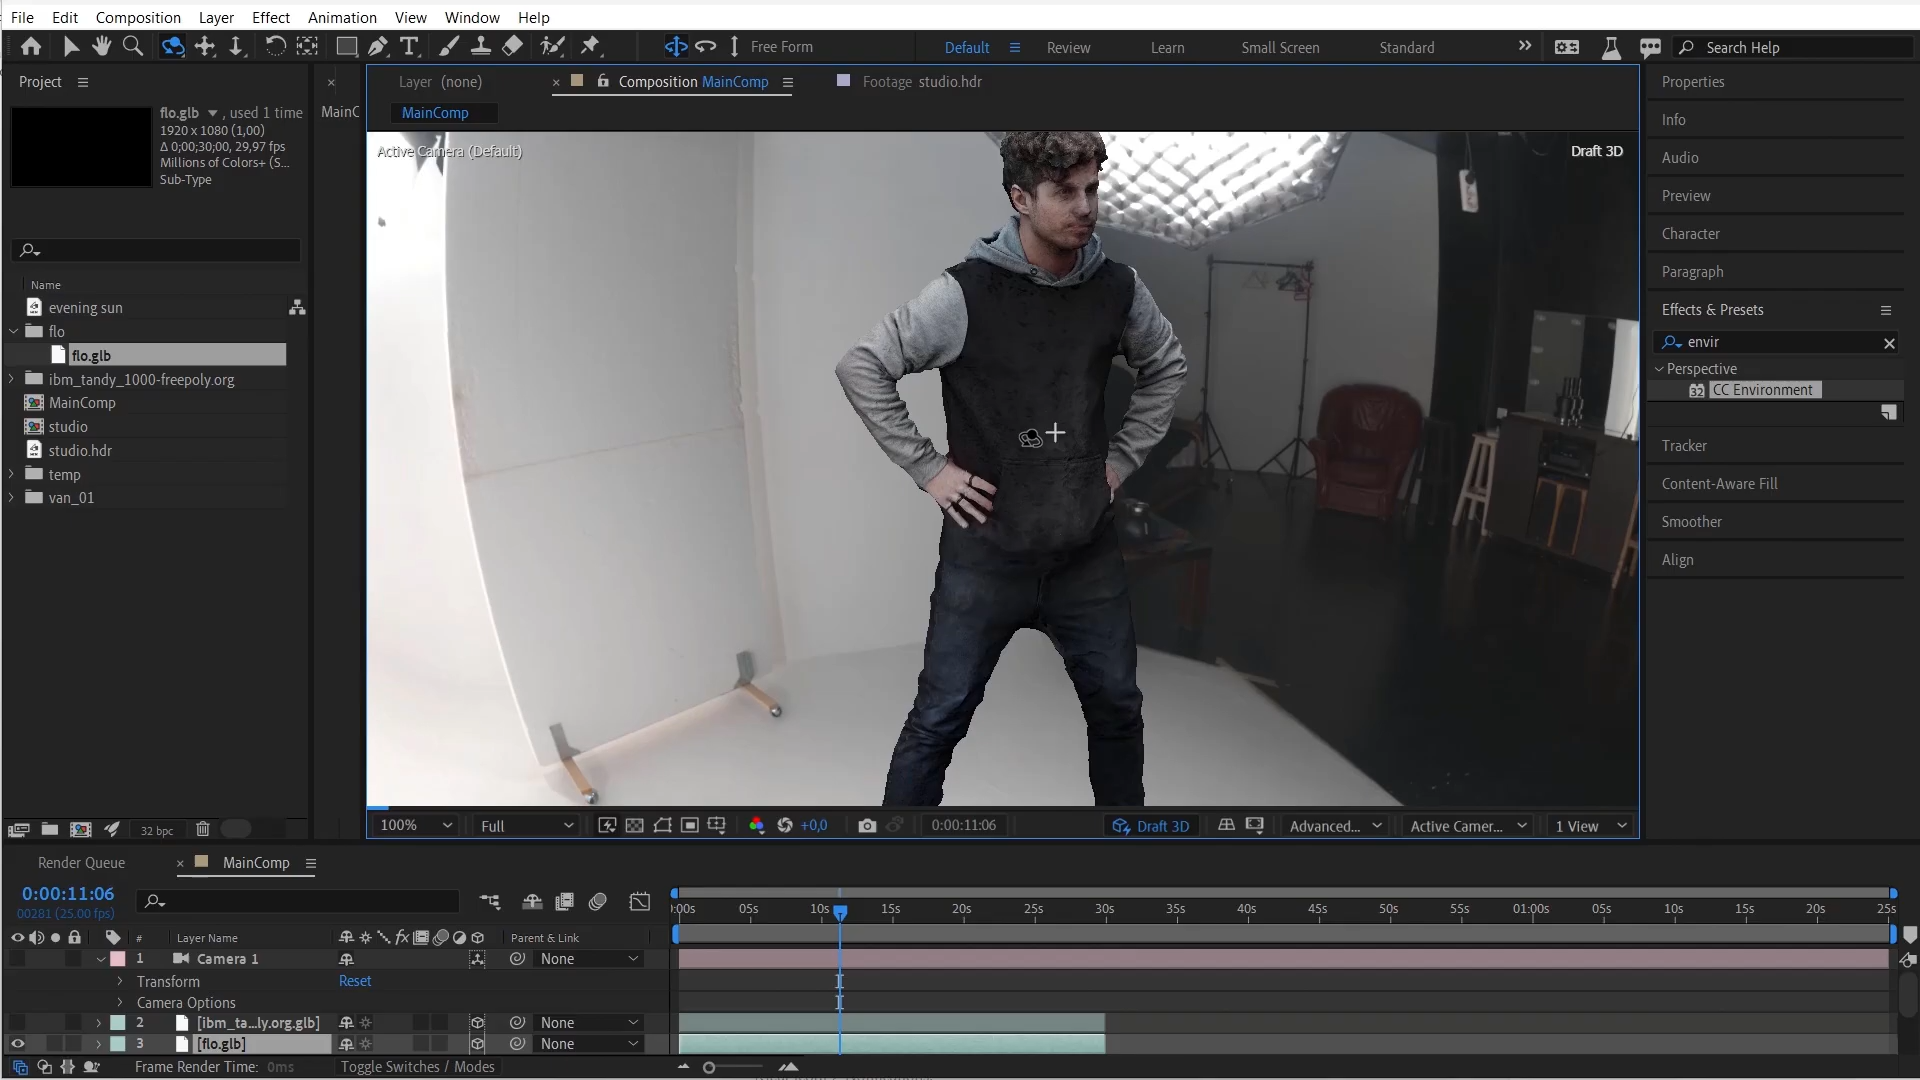 File Edit Composition Layer Effect Animation View Window Help
Free Form Default Review Learn Small Screen Standard Search Help
Project
flo.glb , used 1 time
1920 x 1080 (1,00)
Δ 0;00;30;00, 29,97 fps
Millions of Colors+ (S...
Sub-Type
Name
evening sun
flo
flo.glb
ibm_tandy_1000-freepoly.org
MainComp
studio
studio.hdr
temp
van_01
32 bpc
MainC
Layer (none)
Composition MainComp
Footage studio.hdr
MainComp
Active Camera (Default)
Draft 3D
100% Full +0,0 0:00:11:06 Draft 3D Advanced... Active Camer... 1 View
Properties
Info
Audio
Preview
Character
Paragraph
Effects & Presets
envir
Perspective
32 CC Environment
Tracker
Content-Aware Fill
Smoother
Align
Render Queue MainComp
0:00:11:06
00281 (25.00 fps)
:00s 05s 10s 15s 20s 25s 30s 35s 40s 45s 50s 55s 01:00s 05s 10s 15s 20s 25s
# Layer Name fx Parent & Link
1 Camera 1 None
Transform Reset
Camera Options
2 [ibm_ta...ly.org.glb] None
3 [flo.glb] None
Frame Render Time: 0ms Toggle Switches / Modes